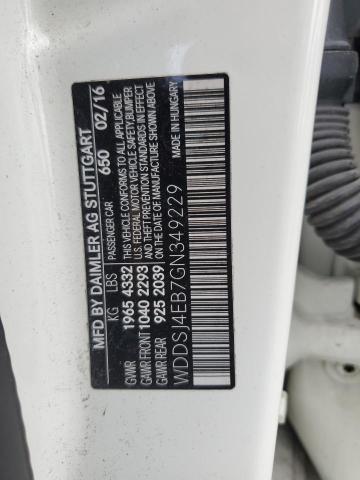 MFD BY DAIMLER AG STUTTGART
PASSENGER CAR 650 02/16
KG LBS
GVWR 1965 4332
GAWR FRONT 1040 2293
GAWR REAR 925 2039
THIS VEHICLE CONFORMS TO ALL APPLICABLE
U.S. FEDERAL MOTOR VEHICLE SAFETY, BUMPER
AND THEFT PREVENTION STANDARDS IN EFFECT
ON THE DATE OF MANUFACTURE SHOWN ABOVE
WDDSJ4EB7GN349229
MADE IN HUNGARY